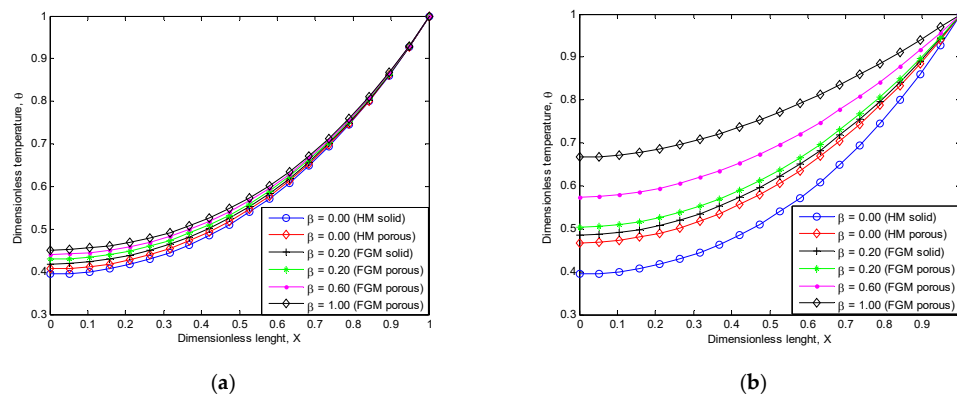 1
0.9
0.8
0.7
0.6
0.5
0.4
0.3
Dimensionless temperature, θ
β = 0.00 (HM solid)
β = 0.00 (HM porous)
β = 0.20 (FGM solid)
β = 0.20 (FGM porous)
β = 0.60 (FGM porous)
β = 1.00 (FGM porous)
0 0.1 0.2 0.3 0.4 0.5 0.6 0.7 0.8 0.9 1
Dimensionless lenght, X
(a)
1
0.9
0.8
0.7
0.6
0.5
0.4
0.3
Dimensionless temperature, θ
β = 0.00 (HM solid)
β = 0.00 (HM porous)
β = 0.20 (FGM solid)
β = 0.20 (FGM porous)
β = 0.60 (FGM porous)
β = 1.00 (FGM porous)
0 0.1 0.2 0.3 0.4 0.5 0.6 0.7 0.8 0.9
Dimensionless lenght, X
(b)